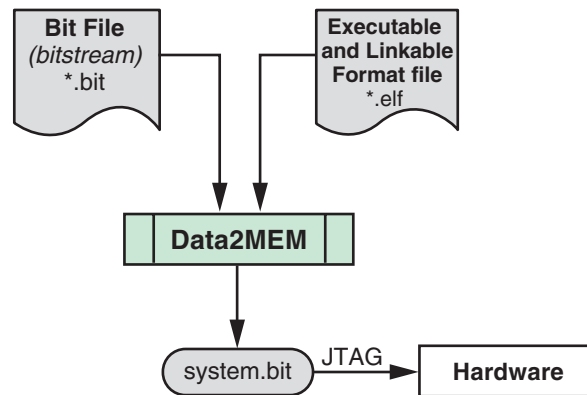 Bit File
(bitstream)
*.bit
Executable
and Linkable
Format file
*.elf
Data2MEM
system.bit
JTAG
Hardware